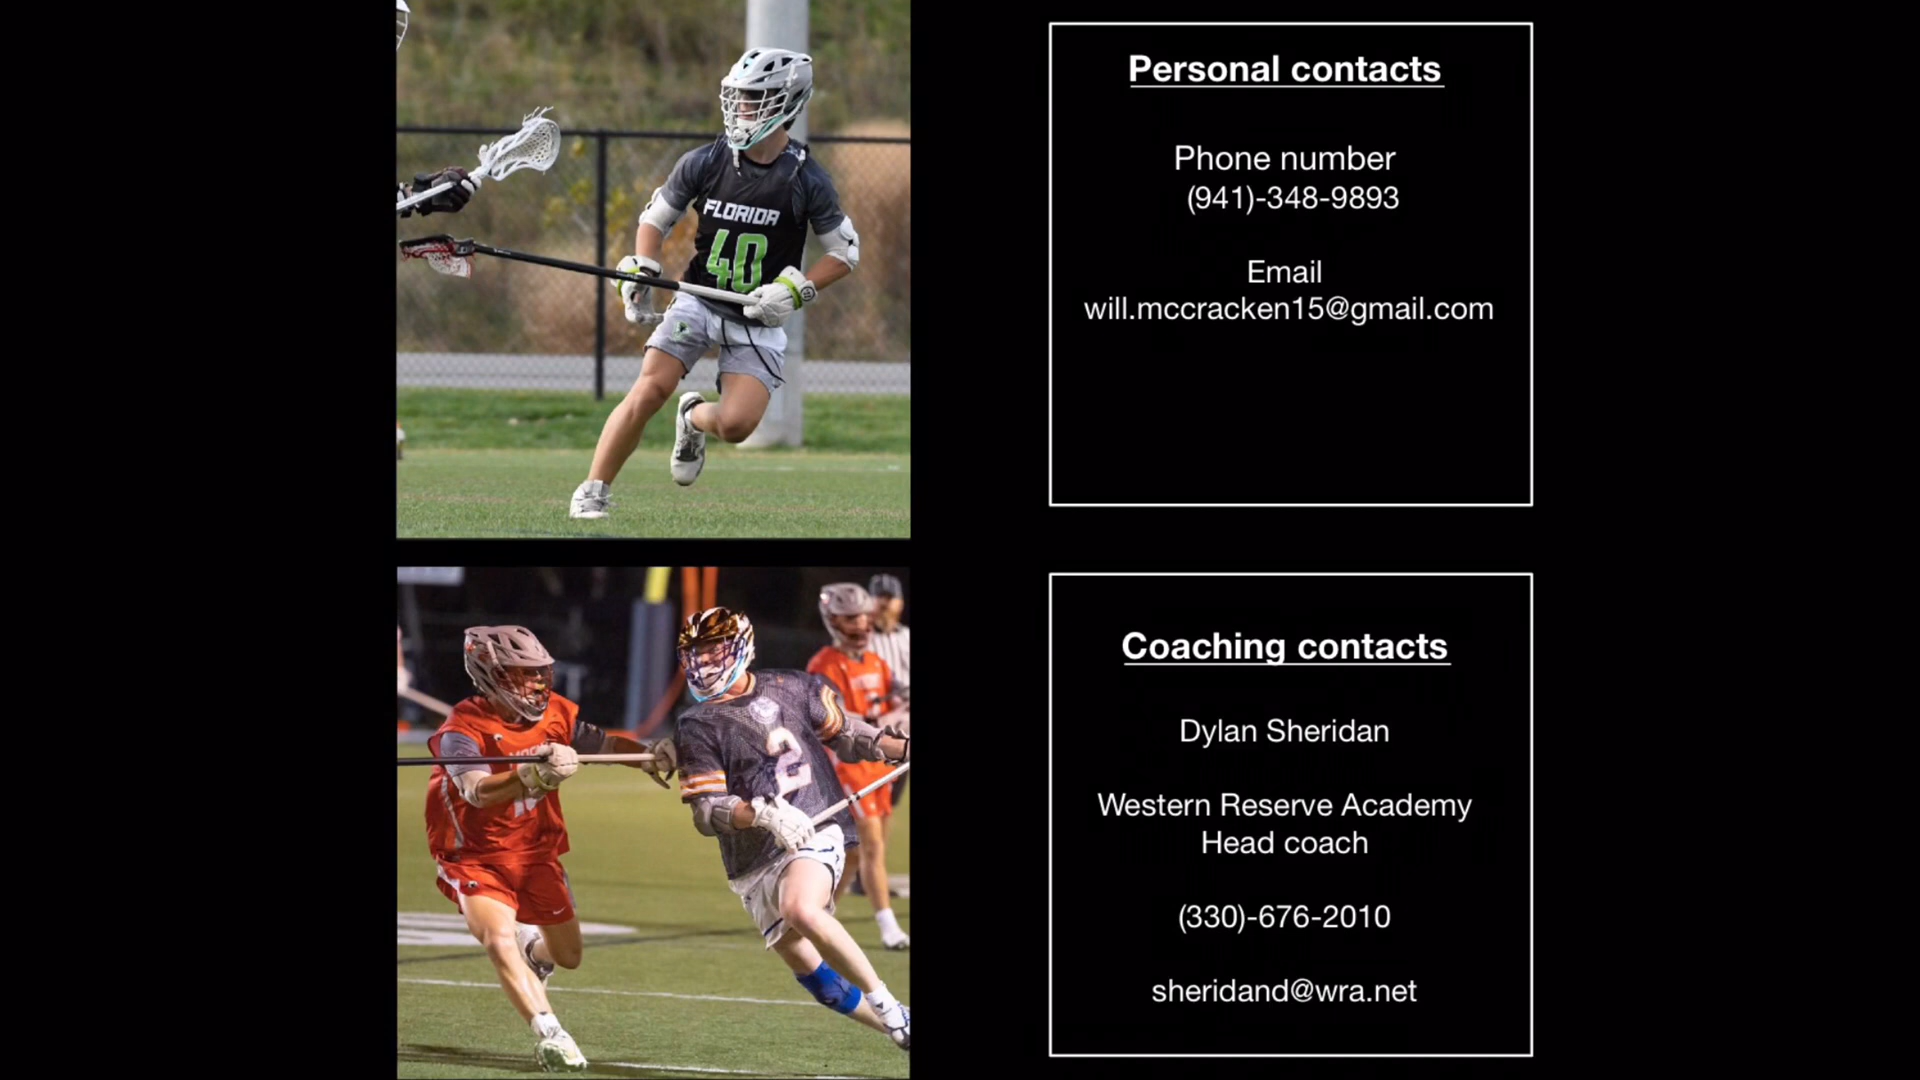 FLORIDA
40
2
Personal contacts
Phone number
(941)-348-9893
Email
will.mccracken15@gmail.com
Coaching contacts
Dylan Sheridan
Western Reserve Academy
Head coach
(330)-676-2010
sheridand@wra.net